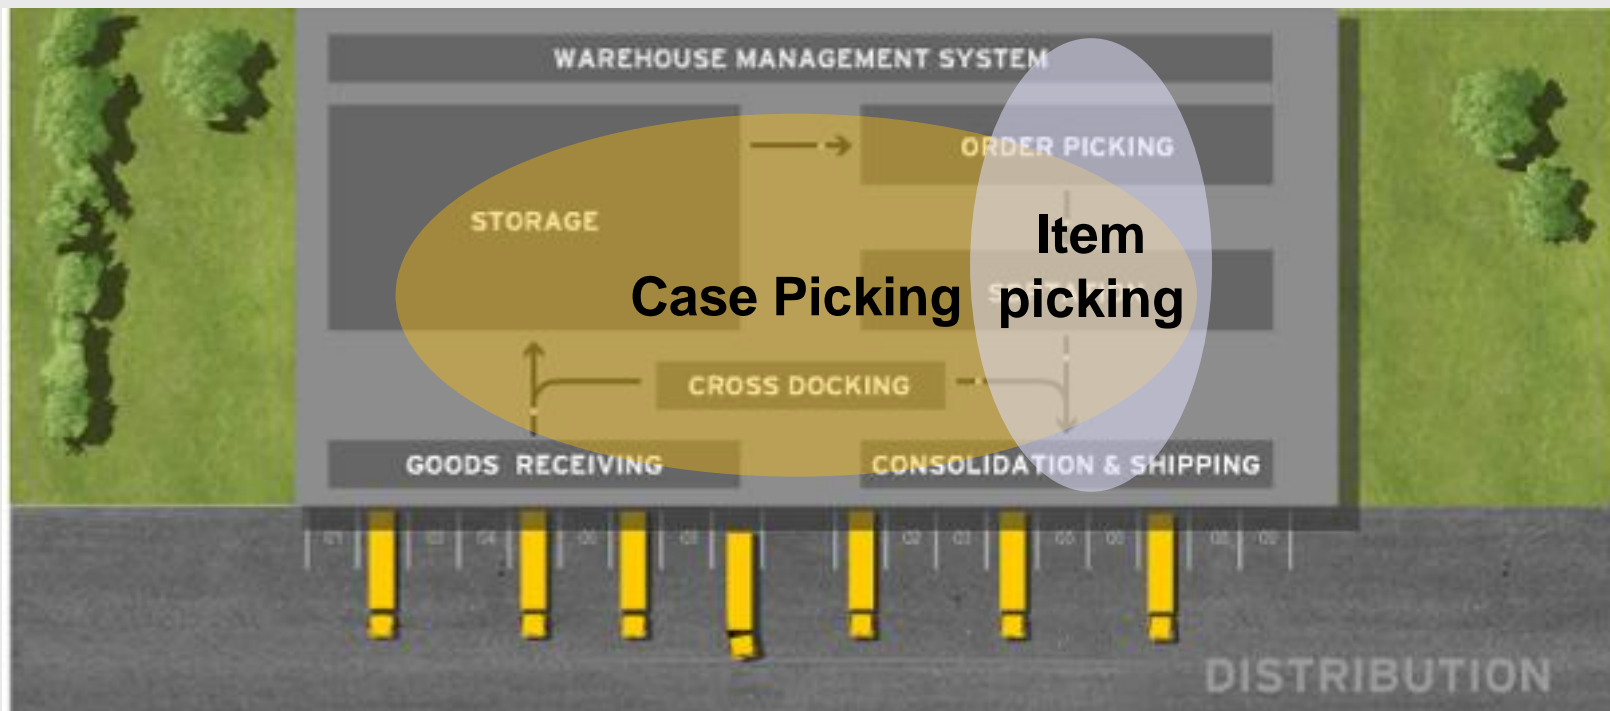 WAREHOUSE MANAGEMENT SYSTEM
ORDER PICKING
STORAGE
Item
picking
Case Picking
CROSS DOCKING
GOODS RECEIVING
CONSOLIDATION & SHIPPING
DISTRIBUTION